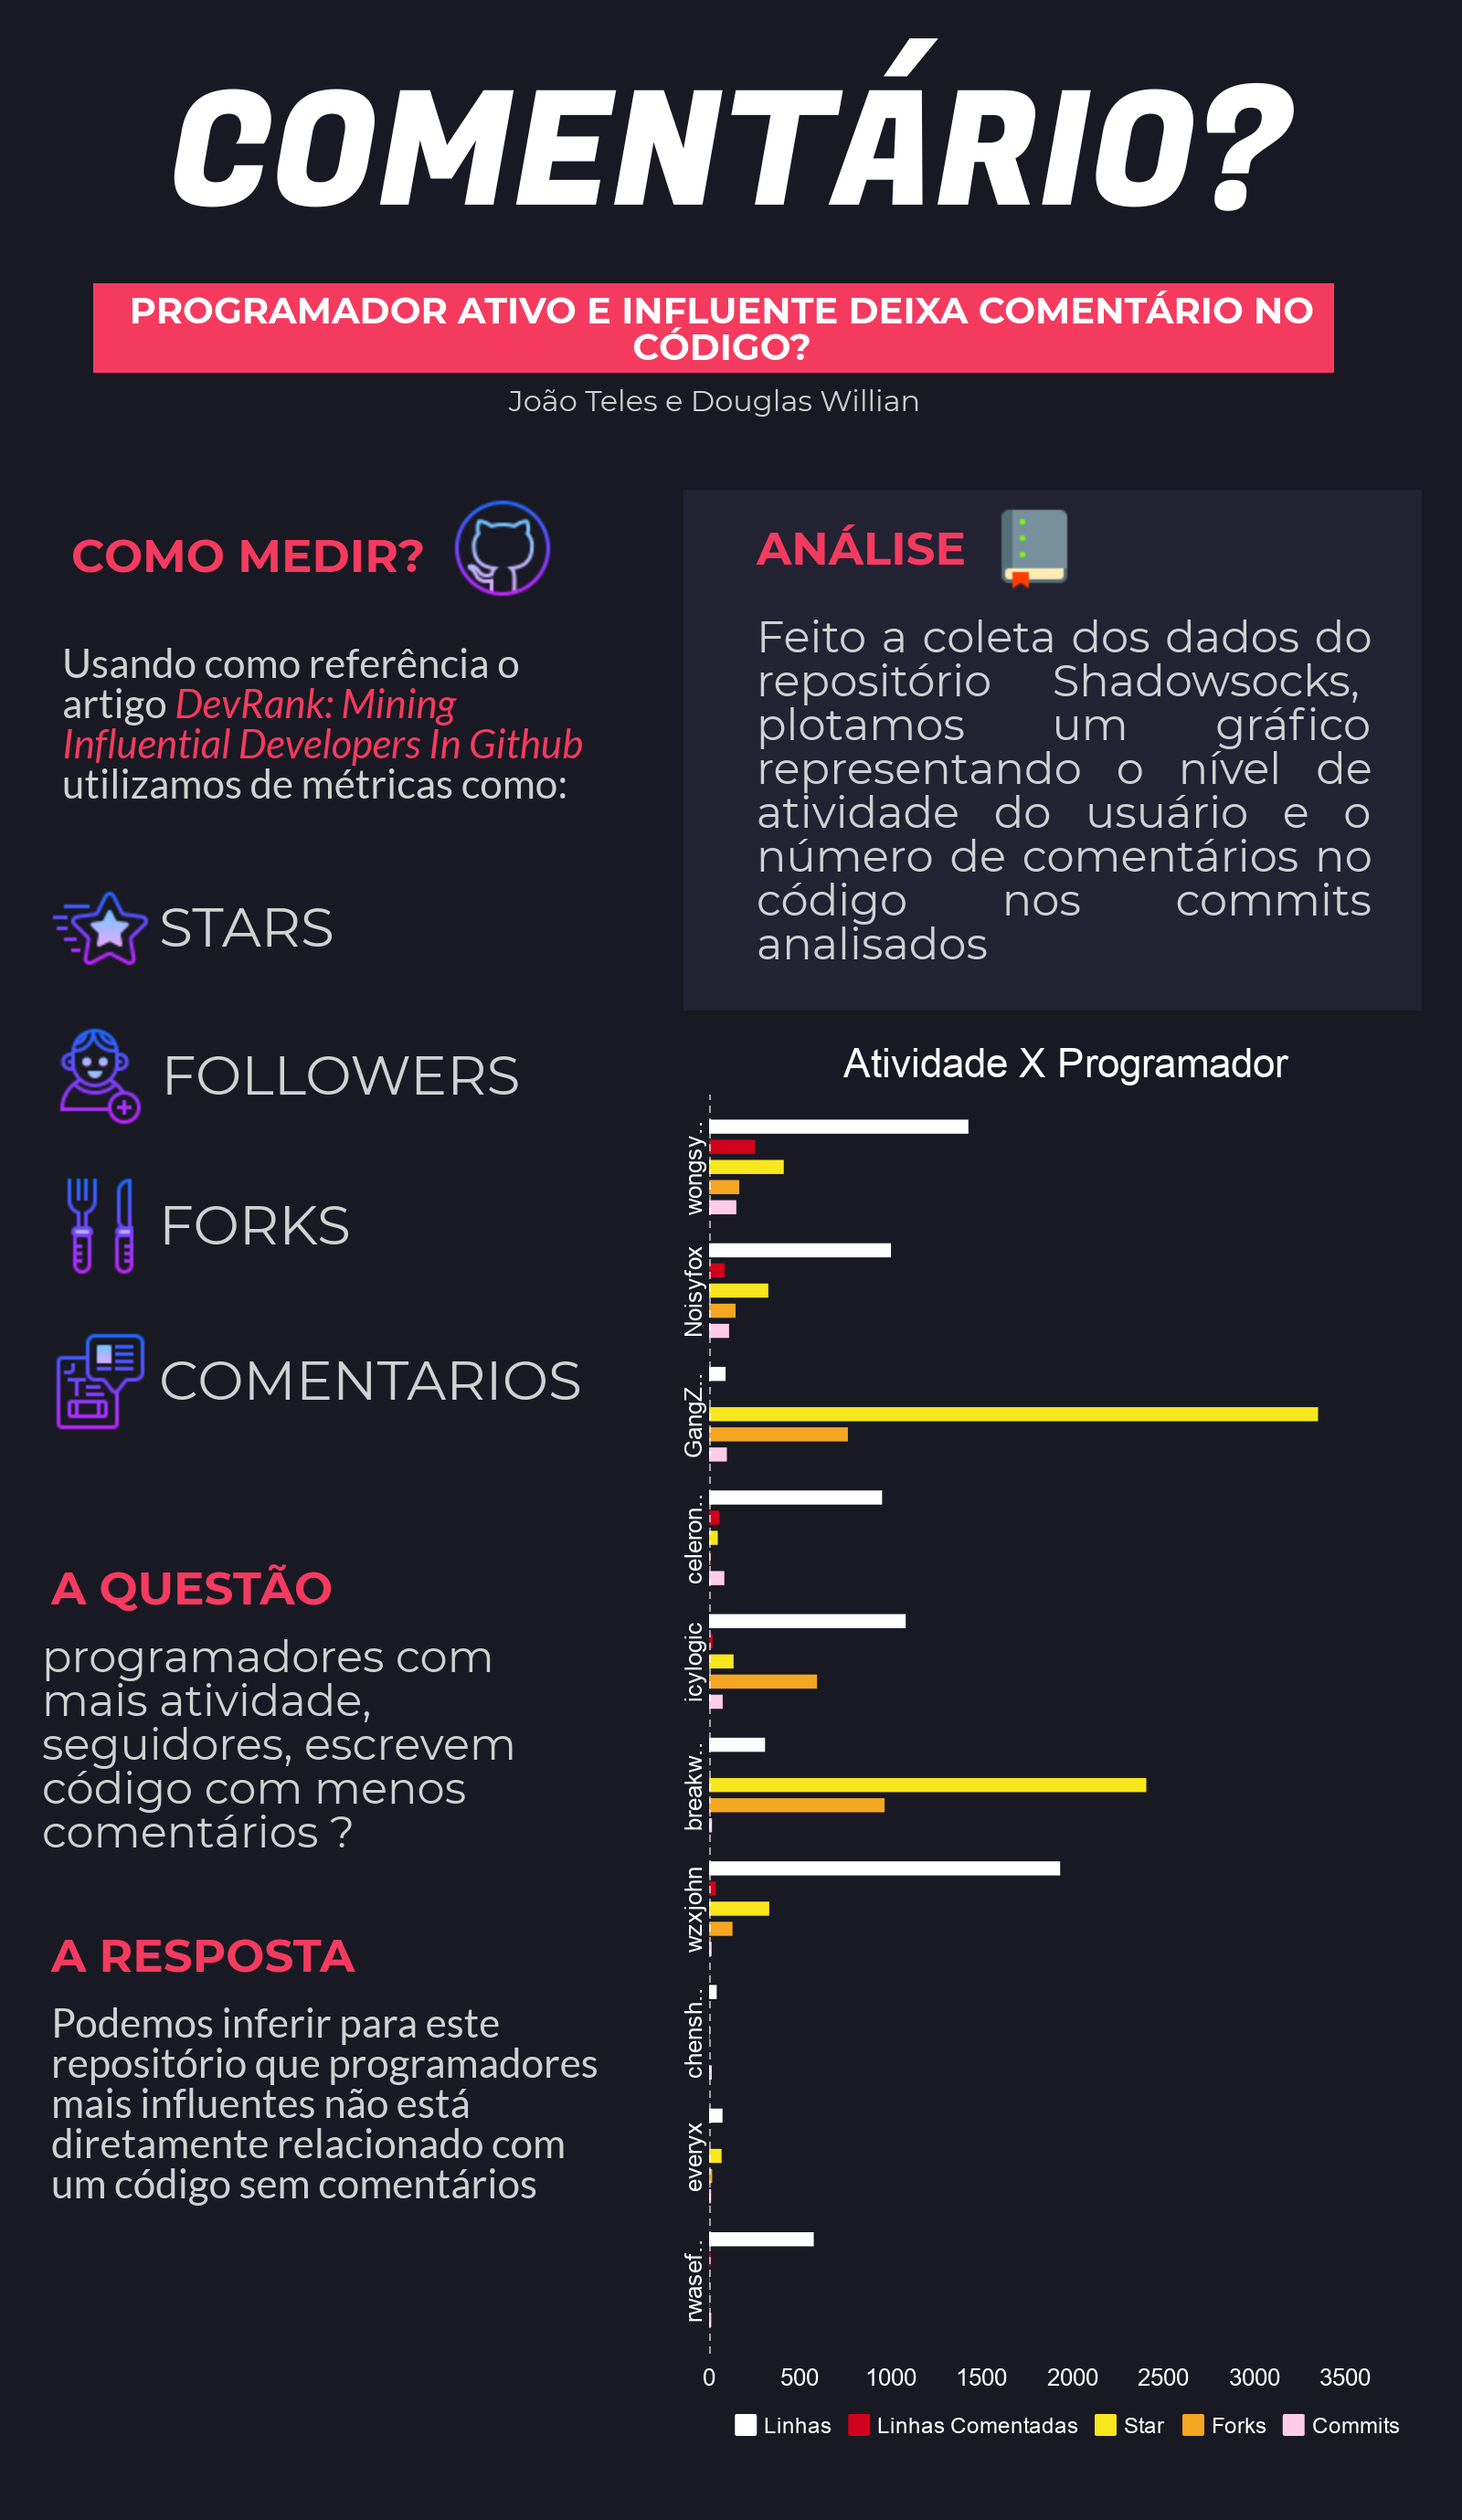 COMENTÁRIO?
PROGRAMADOR ATIVO E INFLUENTE DEIXA COMENTÁRIO NO
CÓDIGO?
João Teles e Douglas Willian
COMO MEDIR?
Usando como referência o
artigo DevRank: Mining
Influential Developers In Github
utilizamos de métricas como:
STARS
FOLLOWERS
FORKS
COMENTARIOS
A QUESTÃO
programadores com
mais atividade,
seguidores, escrevem
código com menos
comentários ?
A RESPOSTA
Podemos inferir para este
repositório que programadores
mais influentes não está
diretamente relacionado com
um código sem comentários
ANÁLISE
Feito a coleta dos dados do
repositório Shadowsocks,
plotamos um gráfico
representando o nível de
atividade do usuário e o
número de comentários no
código nos commits
analisados
Atividade X Programador
wongsy..
Noisyfox
GangZ..
celeron..
icylogic
breakw..
wzxjohn
chensh..
everyx
rwasef..
0 500 1000 1500 2000 2500 3000 3500
Linhas Linhas Comentadas Star Forks Commits